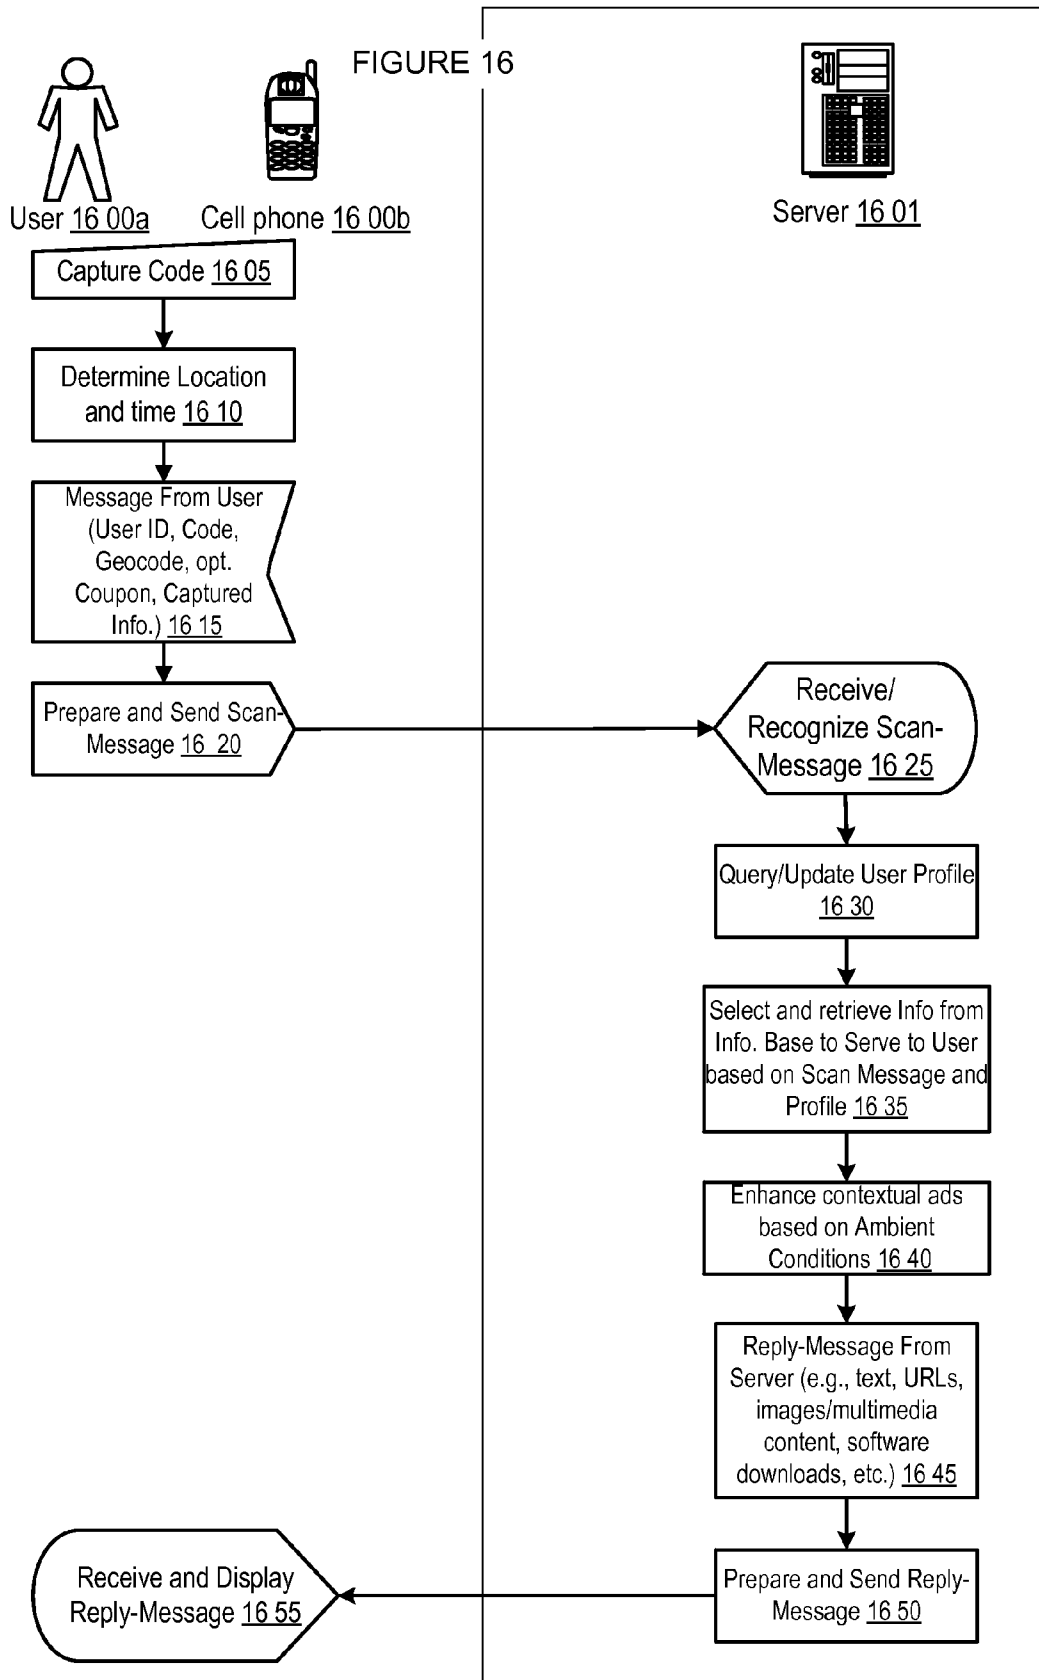 FIGURE 16
User 16 00a
Cell phone 16 00b
Server 16 01
Capture Code 16 05
Determine Location
and time 16 10
Message From User
(User ID, Code,
Geocode, opt.
Coupon, Captured
Info.) 16 15
Prepare and Send Scan-
Message 16 20
Receive/
Recognize Scan-
Message 16 25
Query/Update User Profile
16 30
Select and retrieve Info from
Info. Base to Serve to User
based on Scan Message and
Profile 16 35
Enhance contextual ads
based on Ambient
Conditions 16 40
Reply-Message From
Server (e.g., text, URLs,
images/multimedia
content, software
downloads, etc.) 16 45
Prepare and Send Reply-
Message 16 50
Receive and Display
Reply-Message 16 55